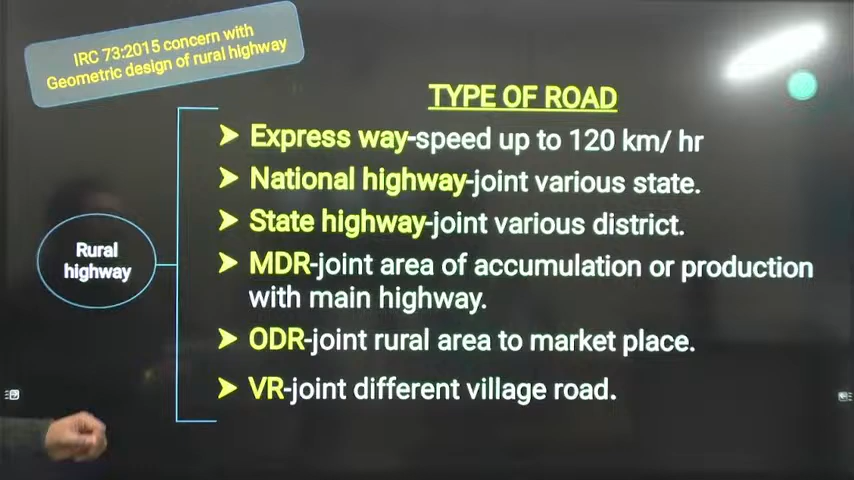 IRC 73:2015 concern with
Geometric design of rural highway
TYPE OF ROAD
➤ Express way-speed up to 120 km/ hr
➤ National highway-joint various state.
➤ State highway-joint various district.
Rural
highway
➤ MDR-joint area of accumulation or production
with main highway.
➤ ODR-joint rural area to market place.
➤ VR-joint different village road.